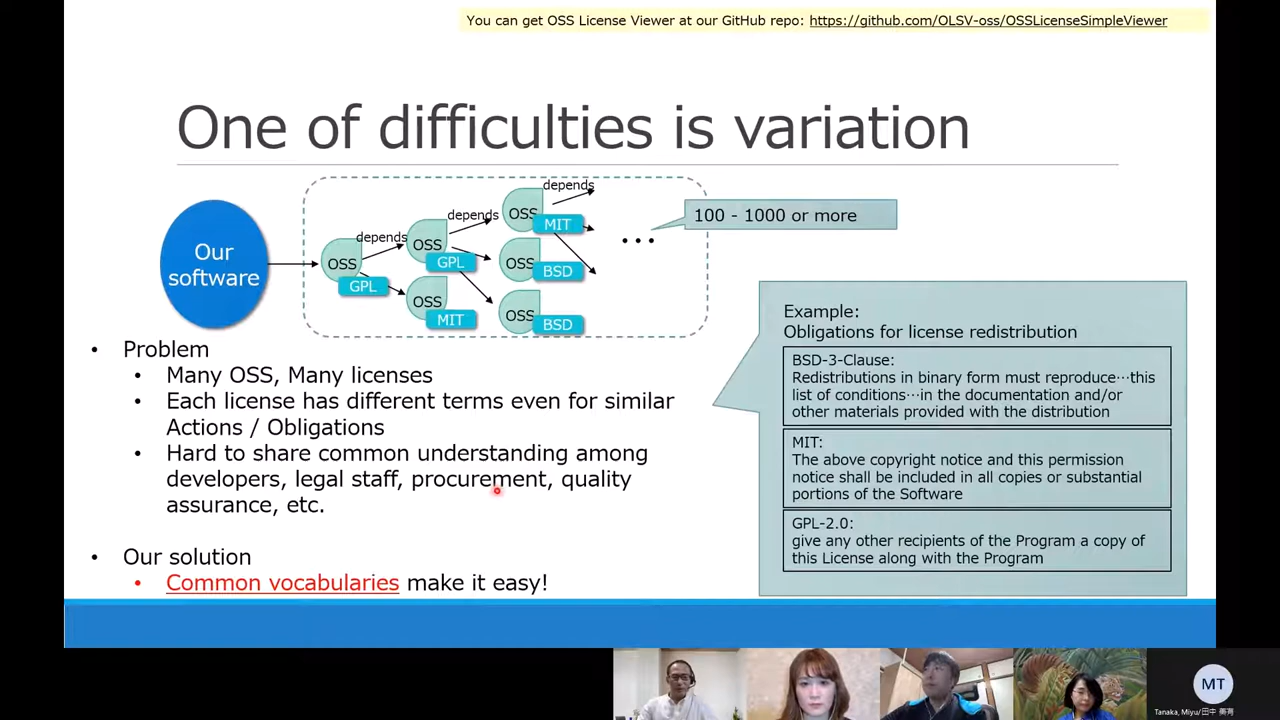 You can get OSS License Viewer at our GitHub repo: https://github.com/OLSV-oss/OSSLicenseSimpleViewer
One of difficulties is variation
Our
software
OSS
GPL
depends
OSS
GPL
OSS
MIT
depends
OSS
MIT
OSS
BSD
OSS
BSD
depends
...
100 - 1000 or more
• Problem
• Many OSS, Many licenses
• Each license has different terms even for similar
Actions / Obligations
• Hard to share common understanding among
developers, legal staff, procurement, quality
assurance, etc.
• Our solution
• Common vocabularies make it easy!
Example:
Obligations for license redistribution
BSD-3-Clause:
Redistributions in binary form must reproduce…this
list of conditions…in the documentation and/or
other materials provided with the distribution
MIT:
The above copyright notice and this permission
notice shall be included in all copies or substantial
portions of the Software
GPL-2.0:
give any other recipients of the Program a copy of
this License along with the Program
MT
Tanaka, Miyu/田中